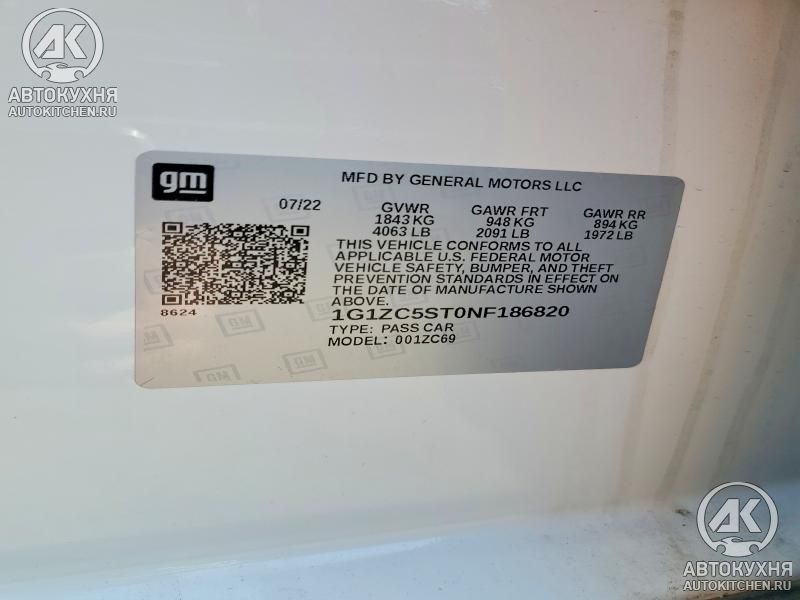 AK
АВТОКУХНЯ
AUTOKITCHEN.RU
gm
MFD BY GENERAL MOTORS LLC
07/22 GVWR GAWR FRT GAWR RR
1843 KG 948 KG 894 KG
4063 LB 2091 LB 1972 LB
THIS VEHICLE CONFORMS TO ALL
APPLICABLE U.S. FEDERAL MOTOR
VEHICLE SAFETY, BUMPER, AND THEFT
PREVENTION STANDARDS IN EFFECT ON
THE DATE OF MANUFACTURE SHOWN
ABOVE.
8624
1G1ZC5ST0NF186820
TYPE: PASS CAR
MODEL: 001ZC69
AK
АВТОКУХНЯ
AUTOKITCHEN.RU